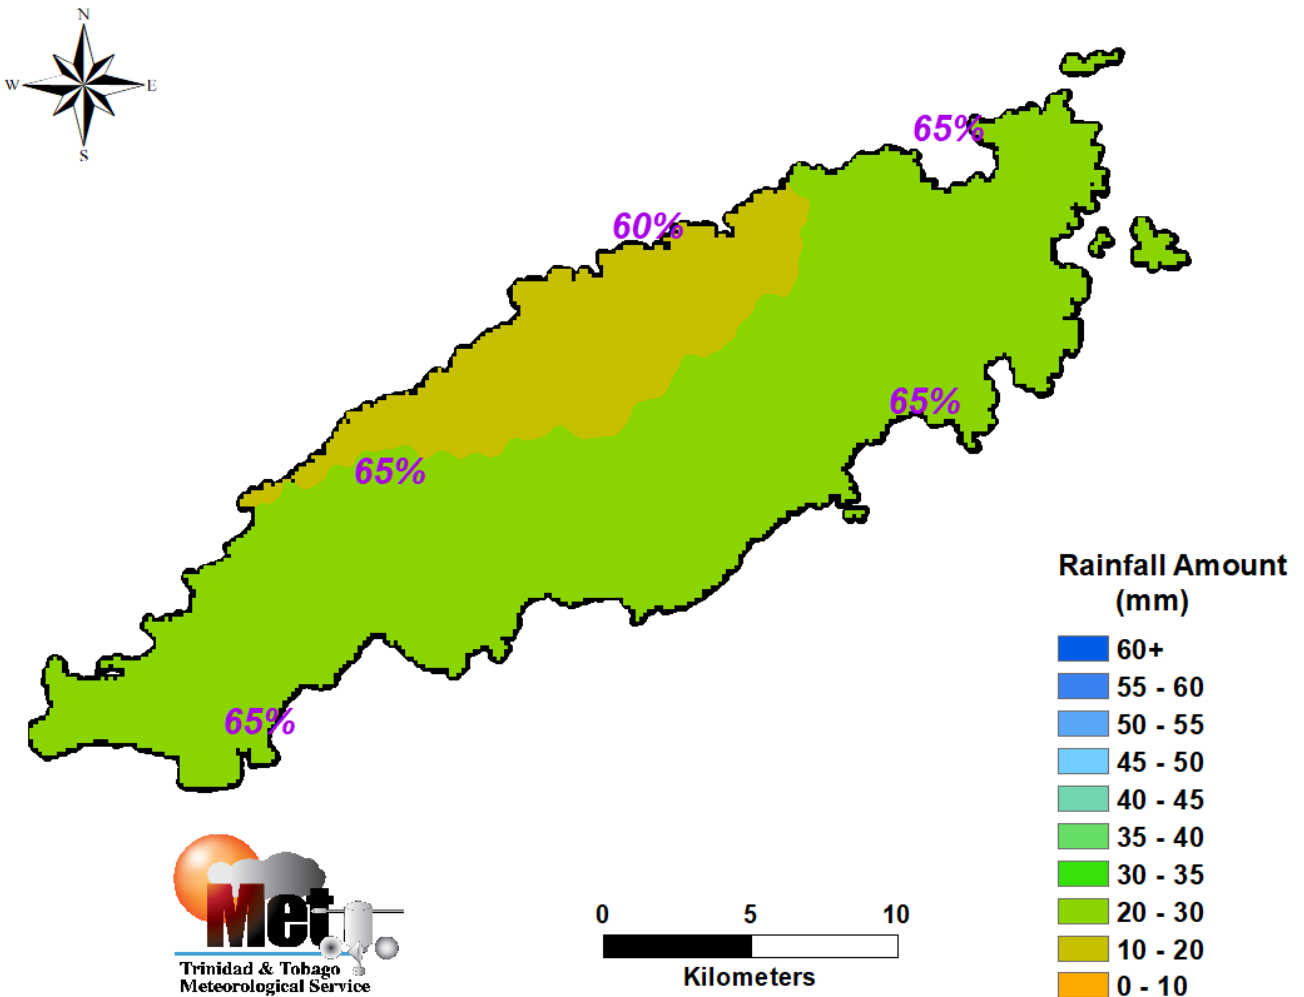 N
W
E
S
65%
60%
65%
65%
65%
Rainfall Amount
(mm)
60+
55 - 60
50 - 55
45 - 50
40 - 45
35 - 40
30 - 35
20 - 30
10 - 20
0 - 10
Met
Trinidad & Tobago
Meteorological Service
0 5 10
Kilometers